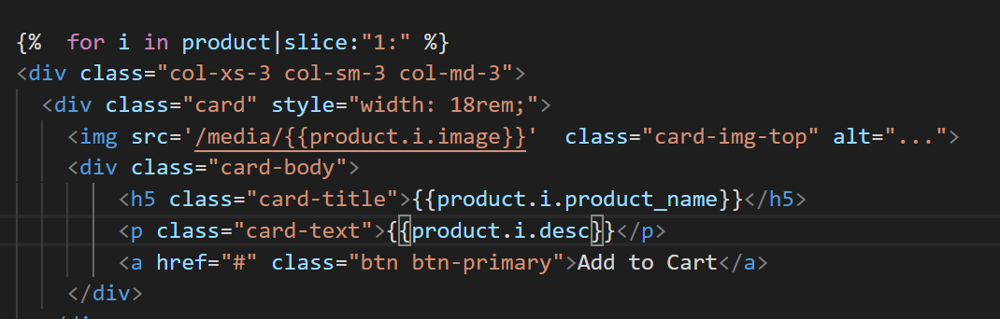 {%  for i in product|slice:"1:" %}
<div class="col-xs-3 col-sm-3 col-md-3">
<div class="card" style="width: 18rem;">
<img src='/media/{{product.i.image}}'  class="card-img-top" alt="...">
<div class="card-body">
<h5 class="card-title">{{product.i.product_name}}</h5>
<p class="card-text">{{product.i.desc}}</p>
<a href="#" class="btn btn-primary">Add to Cart</a>
</div>